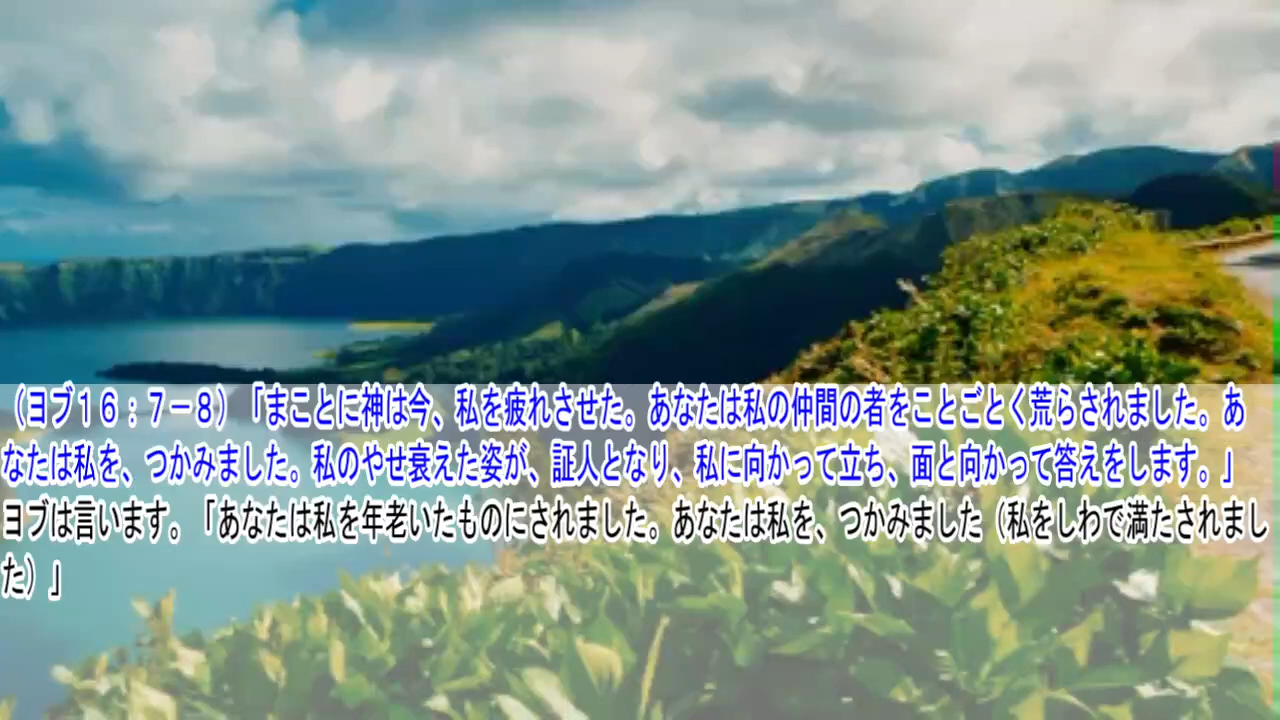 （ヨブ１６：７－８）「まことに神は今、私を疲れさせた。あなたは私の仲間の者をことごとく荒らされました。あ
なたは私を、つかみました。私のやせ衰えた姿が、証人となり、私に向かって立ち、面と向かって答えをします。」
ヨブは言います。「あなたは私を年老いたものにされました。あなたは私を、つかみました（私をしわで満たされまし
た）」